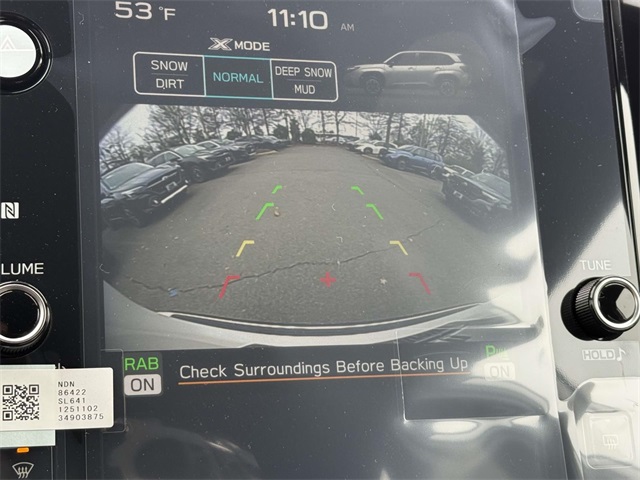 53 °F
11:10 AM
X MODE
SNOW
DIRT
NORMAL
DEEP SNOW
MUD
N
VOLUME
TUNE
HOLD ♪
RAB
ON
Check Surroundings Before Backing Up
ON
NDN
86422
SL641
1251102
34903875